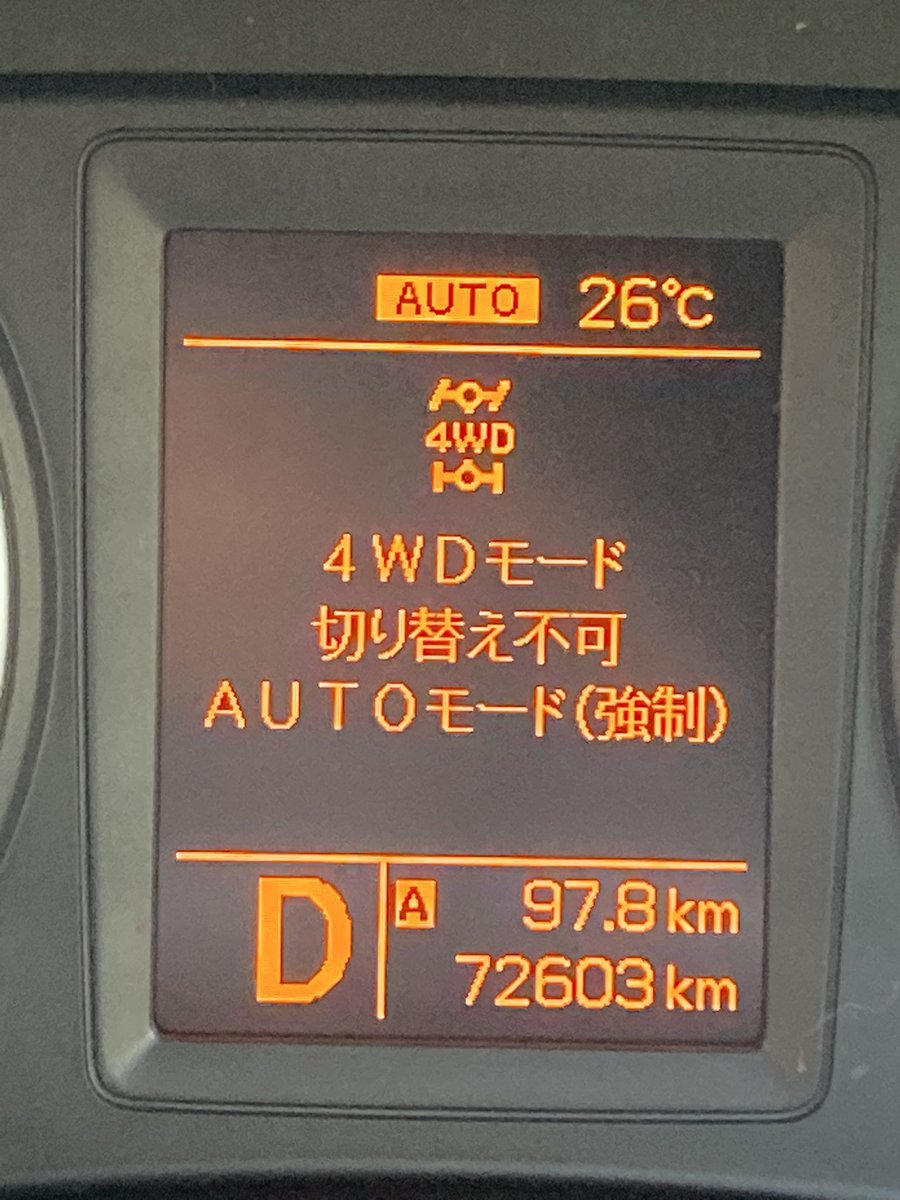 AUTO 26℃
4WD
4WDモード
切り替え不可
AUTOモード(強制)
D A 97.8km
72603km